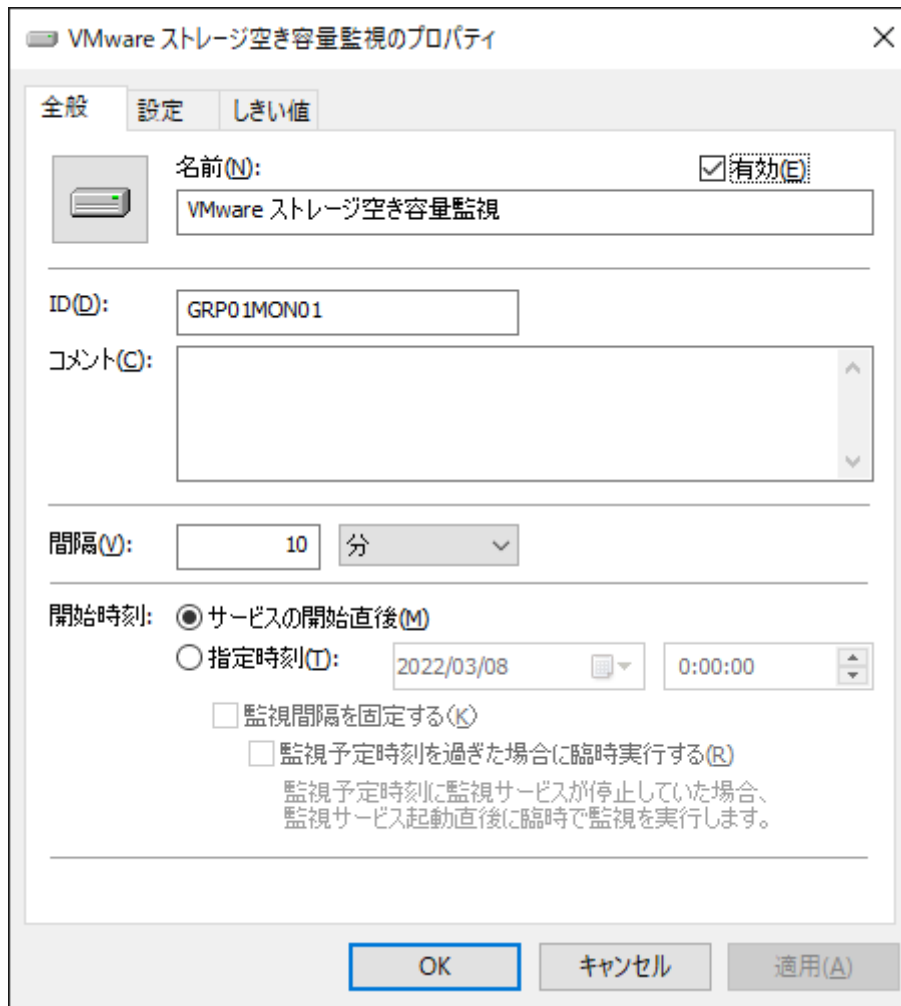 VMware ストレージ空き容量監視のプロパティ
全般 設定 しきい値
名前(N): 有効(E)
VMware ストレージ空き容量監視
ID(D): GRP01MON01
コメント(C):
間隔(V): 10 分
開始時刻: サービスの開始直後(M)
指定時刻(T): 2022/03/08 0:00:00
監視間隔を固定する(K)
監視予定時刻を過ぎた場合に臨時実行する(R)
監視予定時刻に監視サービスが停止していた場合、
監視サービス起動直後に臨時で監視を実行します。
OK キャンセル 適用(A)